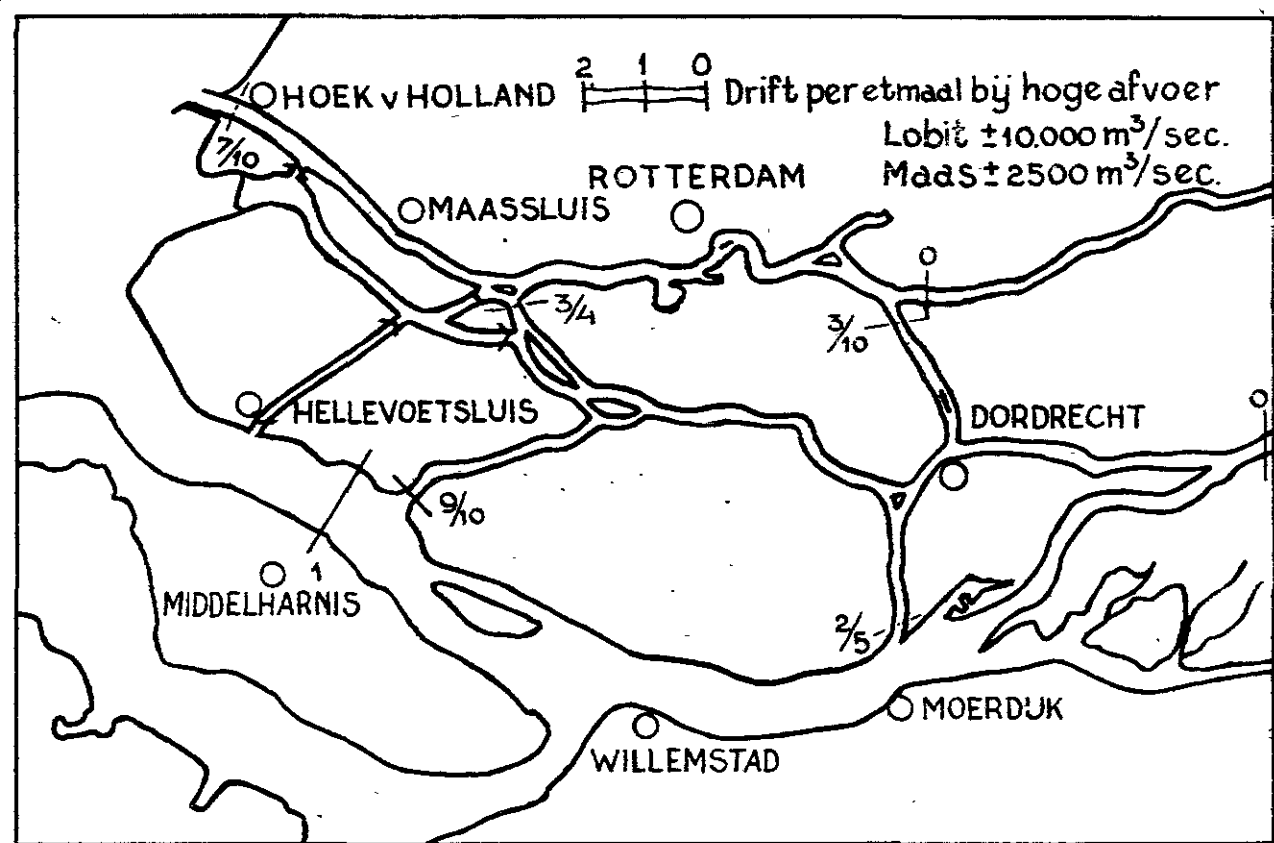 HOEK v HOLLAND
2 1 0
Drift per etmaal bij hoge afvoer
Lobit ±10.000 m³/sec.
Maas ± 2500 m³/sec.
7/10
ROTTERDAM
MAASSLUIS
0
3/4
3/10
HELLEVOETSLUIS
DORDRECHT
0
9/10
1
MIDDELHARNIS
2/5
MOERDIJK
WILLEMSTAD